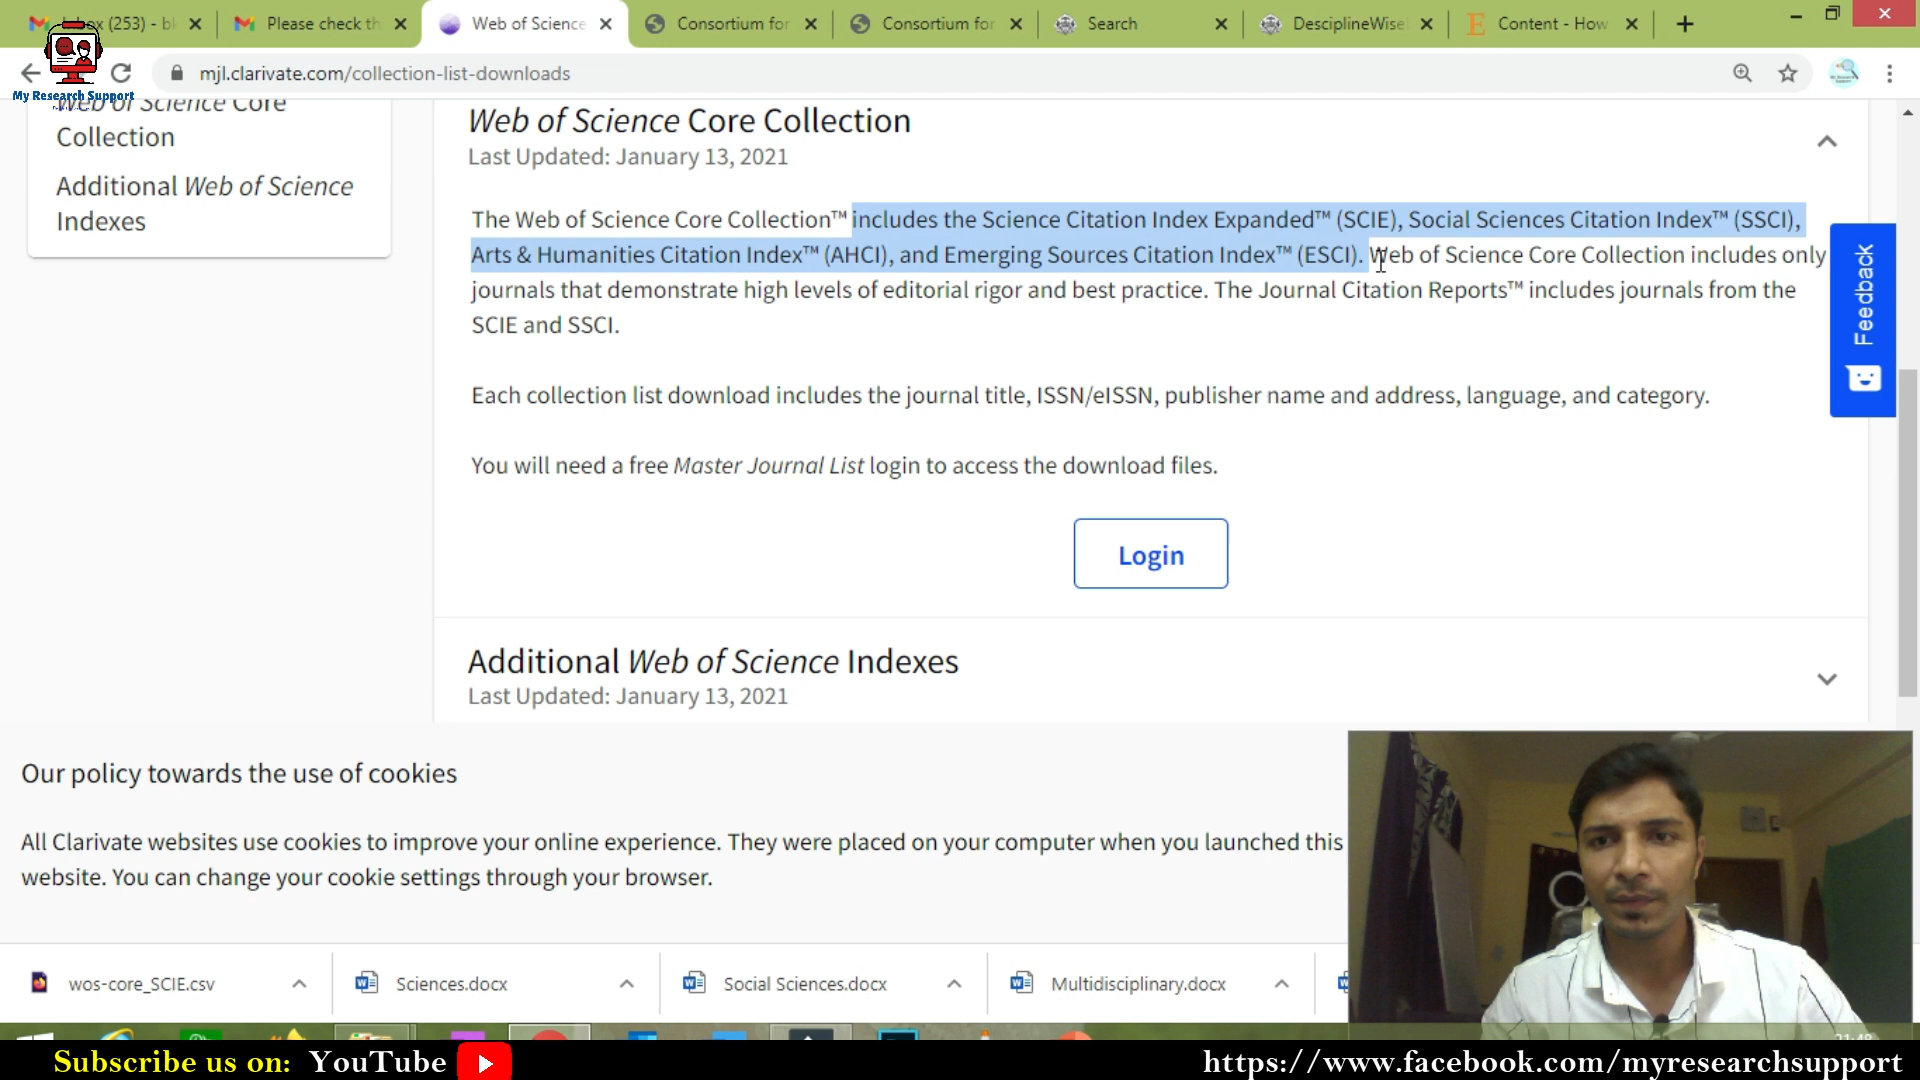 box (253) - b
Please check th
Web of Science
Consortium for
Consortium for
Search
DesciplineWise
Content - How
mjl.clarivate.com/collection-list-downloads
My Research Support
Web of Science Core
Collection
Additional Web of Science
Indexes
Web of Science Core Collection
Last Updated: January 13, 2021
The Web of Science Core Collection™ includes the Science Citation Index Expanded™ (SCIE), Social Sciences Citation Index™ (SSCI),
Arts & Humanities Citation Index™ (AHCI), and Emerging Sources Citation Index™ (ESCI). Web of Science Core Collection includes only
journals that demonstrate high levels of editorial rigor and best practice. The Journal Citation Reports™ includes journals from the
SCIE and SSCI.
Each collection list download includes the journal title, ISSN/eISSN, publisher name and address, language, and category.
You will need a free Master Journal List login to access the download files.
Login
Feedback
Additional Web of Science Indexes
Last Updated: January 13, 2021
Our policy towards the use of cookies
All Clarivate websites use cookies to improve your online experience. They were placed on your computer when you launched this
website. You can change your cookie settings through your browser.
wos-core_SCIE.csv
Sciences.docx
Social Sciences.docx
Multidisciplinary.docx
Subscribe us on: YouTube
https://www.facebook.com/myresearchsupport